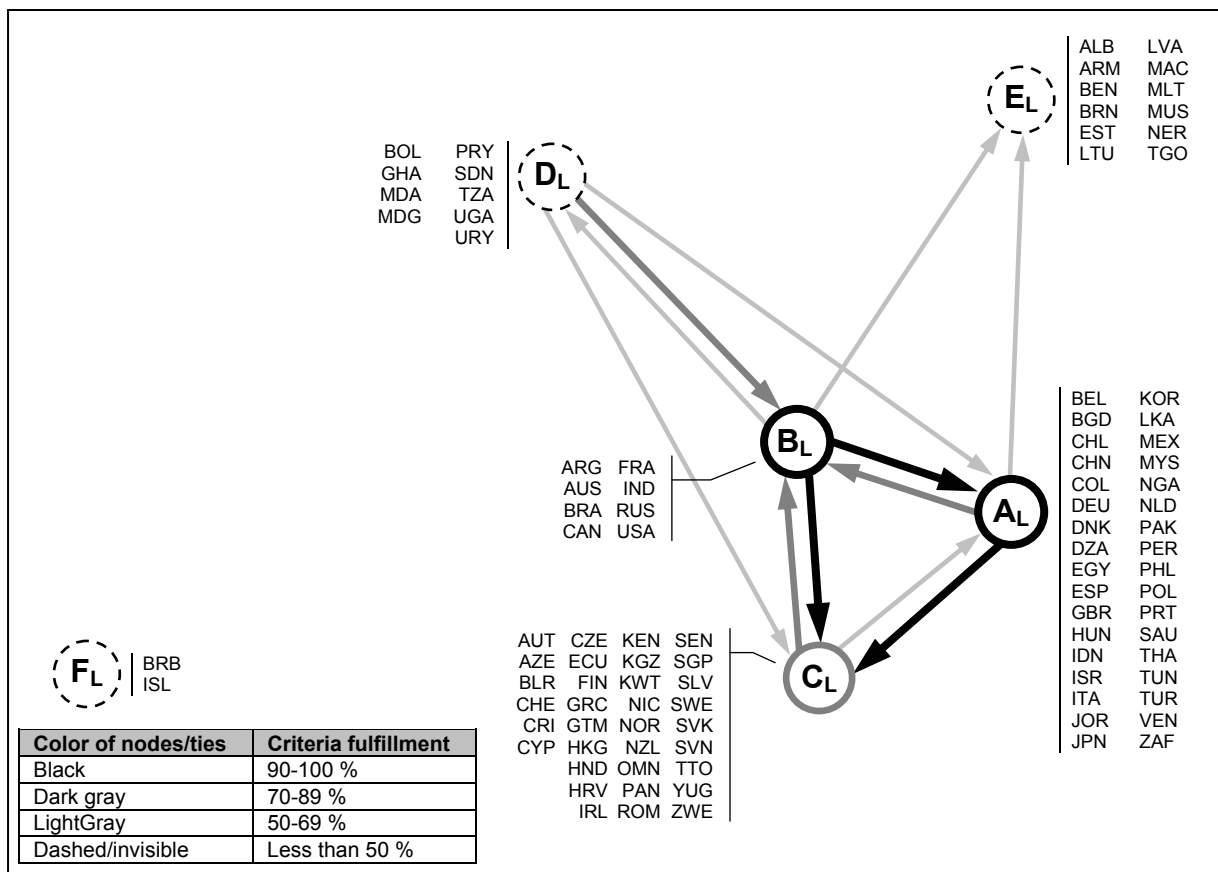 ALB LVA
ARM MAC
BEN MLT
BRN MUS
EST NER
LTU TGO
E_L
BOL PRY
GHA SDN
MDA TZA
MDG UGA
URY
D_L
BEL KOR
BGD LKA
CHL MEX
CHN MYS
COL NGA
DEU NLD
DNK PAK
DZA PER
EGY PHL
ESP POL
GBR PRT
HUN SAU
IDN THA
ISR TUN
ITA TUR
JOR VEN
JPN ZAF
B_L
ARG FRA
AUS IND
BRA RUS
CAN USA
A_L
AUT CZE KEN SEN
AZE ECU KGZ SGP
BLR FIN KWT SLV
CHE GRC NIC SWE
CRI GTM NOR SVK
CYP HKG NZL SVN
HND OMN TTO
HRV PAN YUG
IRL ROM ZWE
C_L
F_L
BRB
ISL
Color of nodes/ties Criteria fulfillment
Black 90-100 %
Dark gray 70-89 %
LightGray 50-69 %
Dashed/invisible Less than 50 %